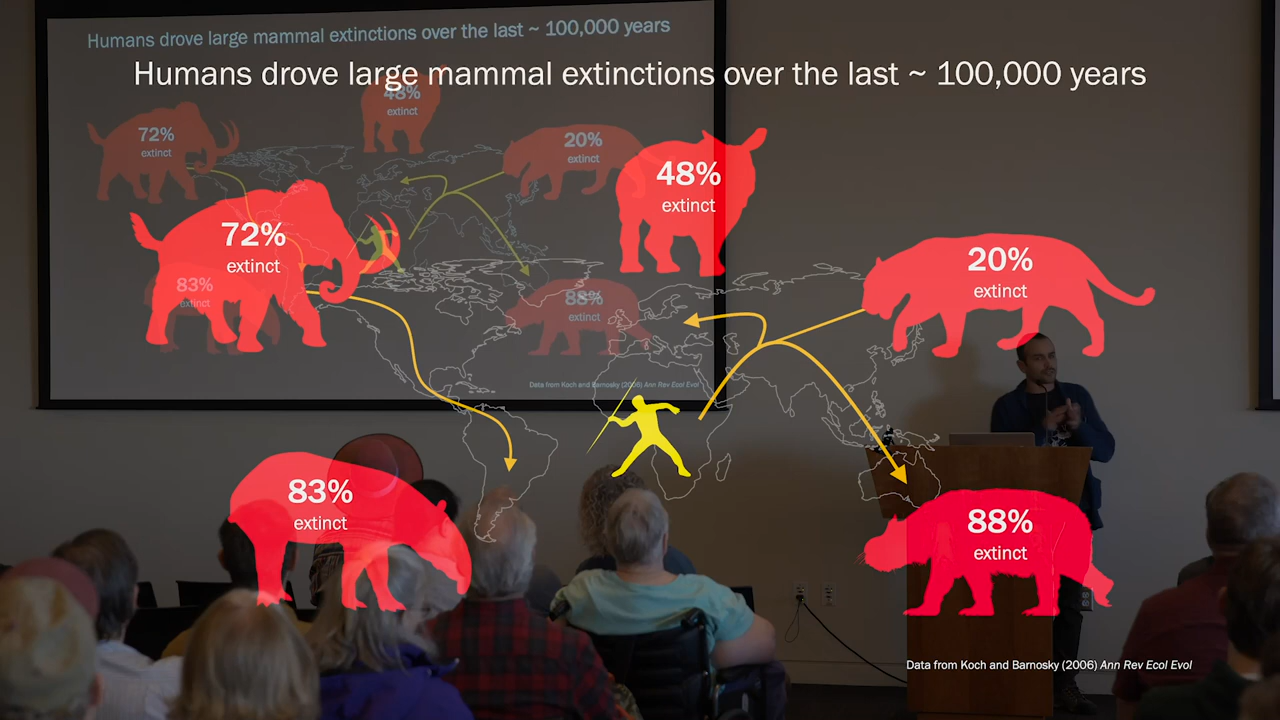 Humans drove large mammal extinctions over the last ~ 100,000 years
Humans drove large mammal extinctions over the last ~ 100,000 years
48%
extinct
72%
extinct
20%
extinct
48%
extinct
72%
extinct
20%
extinct
83%
extinct
88%
extinct
Data from Koch and Barnosky (2006) Ann Rev Ecol Evol
83%
extinct
88%
extinct
Data from Koch and Barnosky (2006) Ann Rev Ecol Evol